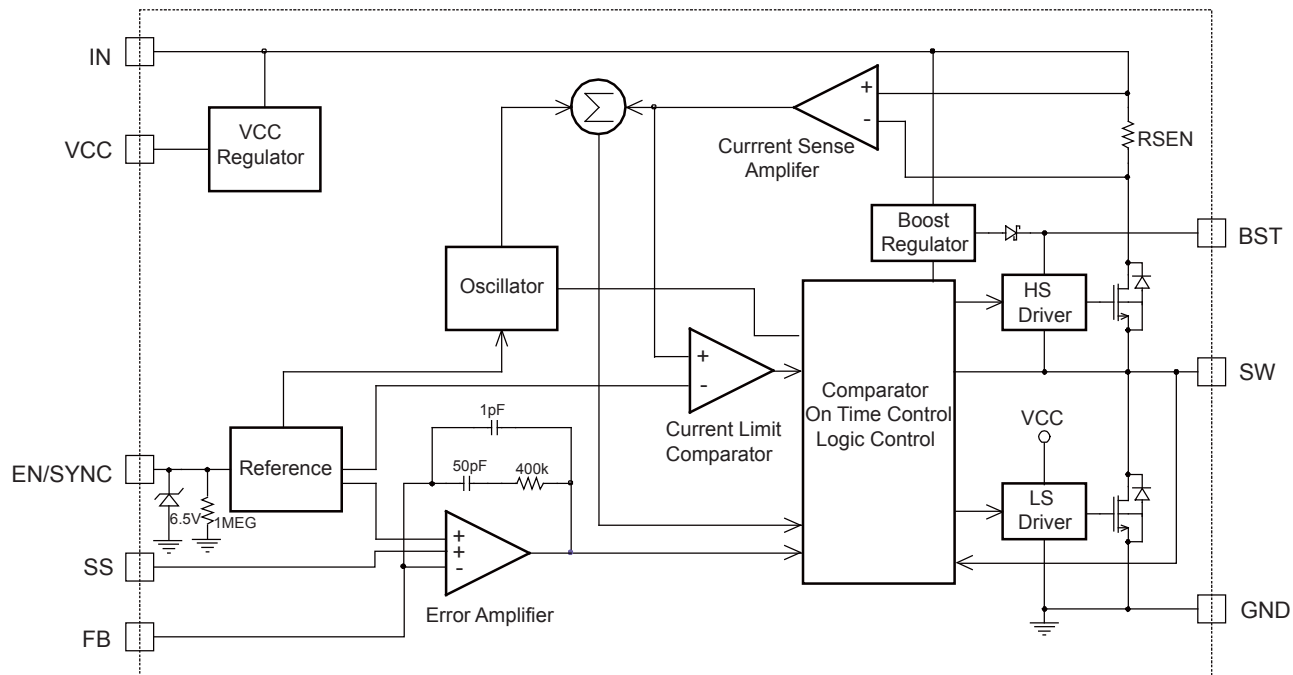 IN
VCC
VCC
Regulator
Σ
+
-
Currrent Sense
Amplifer
RSEN
Boost
Regulator
BST
Oscillator
HS
Driver
+
-
Current Limit
Comparator
Comparator
On Time Control
Logic Control
SW
VCC
1pF
50pF
400k
EN/SYNC
Reference
6.5V
1MEG
LS
Driver
SS
+
+
-
Error Amplifier
FB
GND